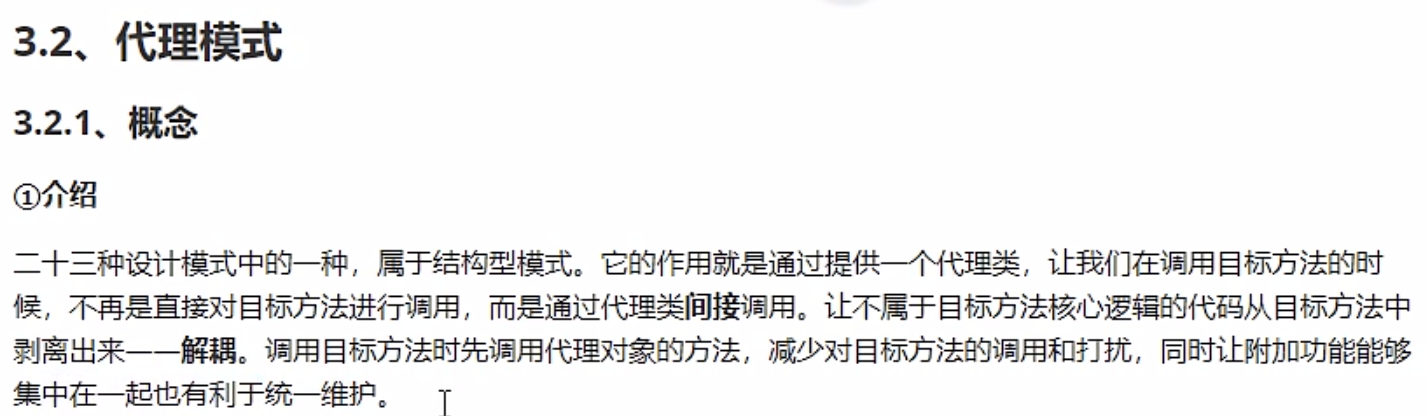 3.2、代理模式
3.2.1、概念
①介绍
二十三种设计模式中的一种，属于结构型模式。它的作用就是通过提供一个代理类，让我们在调用目标方法的时
候，不再是直接对目标方法进行调用，而是通过代理类间接调用。让不属于目标方法核心逻辑的代码从目标方法中
剥离出来——解耦。调用目标方法时先调用代理对象的方法，减少对目标方法的调用和打扰，同时让附加功能能够
集中在一起也有利于统一维护。